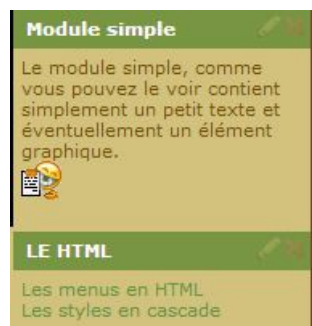 Module simple
Le module simple, comme
vous pouvez le voir contient
simplement un petit texte et
éventuellement un élément
graphique.
LE HTML
Les menus en HTML
Les styles en cascade